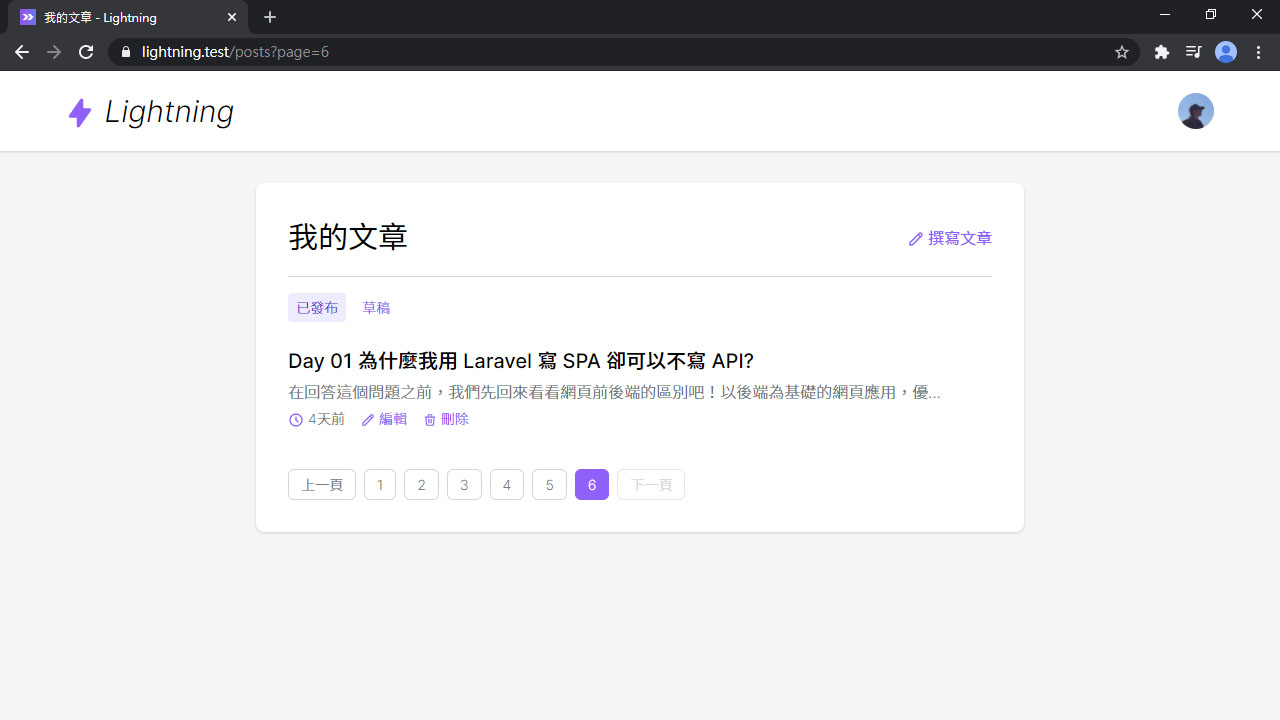 我的文章 - Lightning
lightning.test/posts?page=6
Lightning
我的文章
撰寫文章
已發布 草稿
Day 01 為什麼我用 Laravel 寫 SPA 卻可以不寫 API?
在回答這個問題之前，我們先回來看看網頁前後端的區別吧！以後端為基礎的網頁應用，優...
4天前 編輯 刪除
上一頁 1 2 3 4 5 6 下一頁